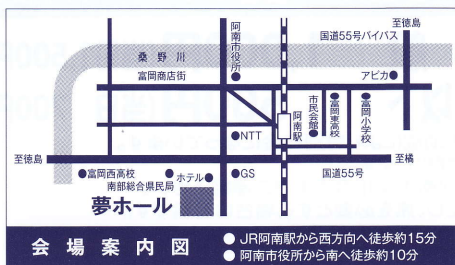 至徳島
国道55号バイパス
阿南市役所
桑野川
富岡商店街
アピカ
市民会館
富岡東高校
富岡小学校
阿南駅
NTT
至徳島
至橘
富岡西高校
ホテル
GS
国道55号
南部総合県民局
夢ホール
会場案内図
JR阿南駅から西方向へ徒歩約15分
阿南市役所から南へ徒歩約10分